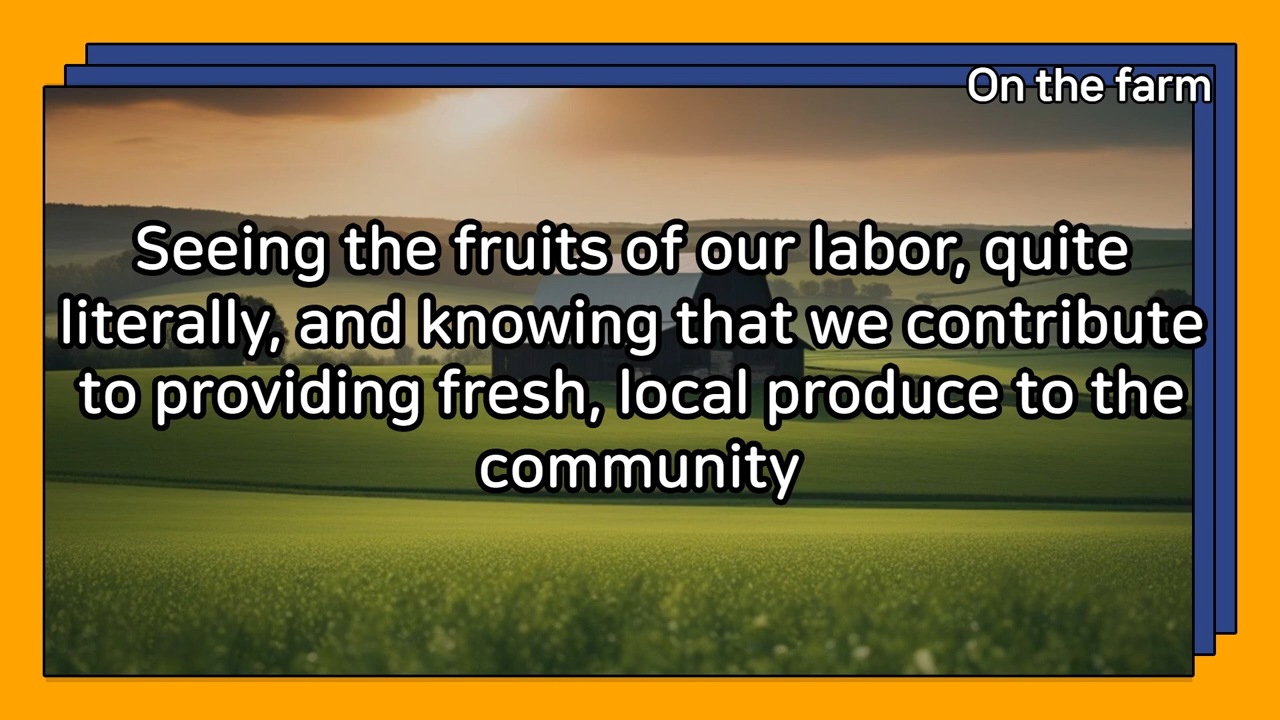 On the farm
Seeing the fruits of our labor, quite
literally, and knowing that we contribute
to providing fresh, local produce to the
community